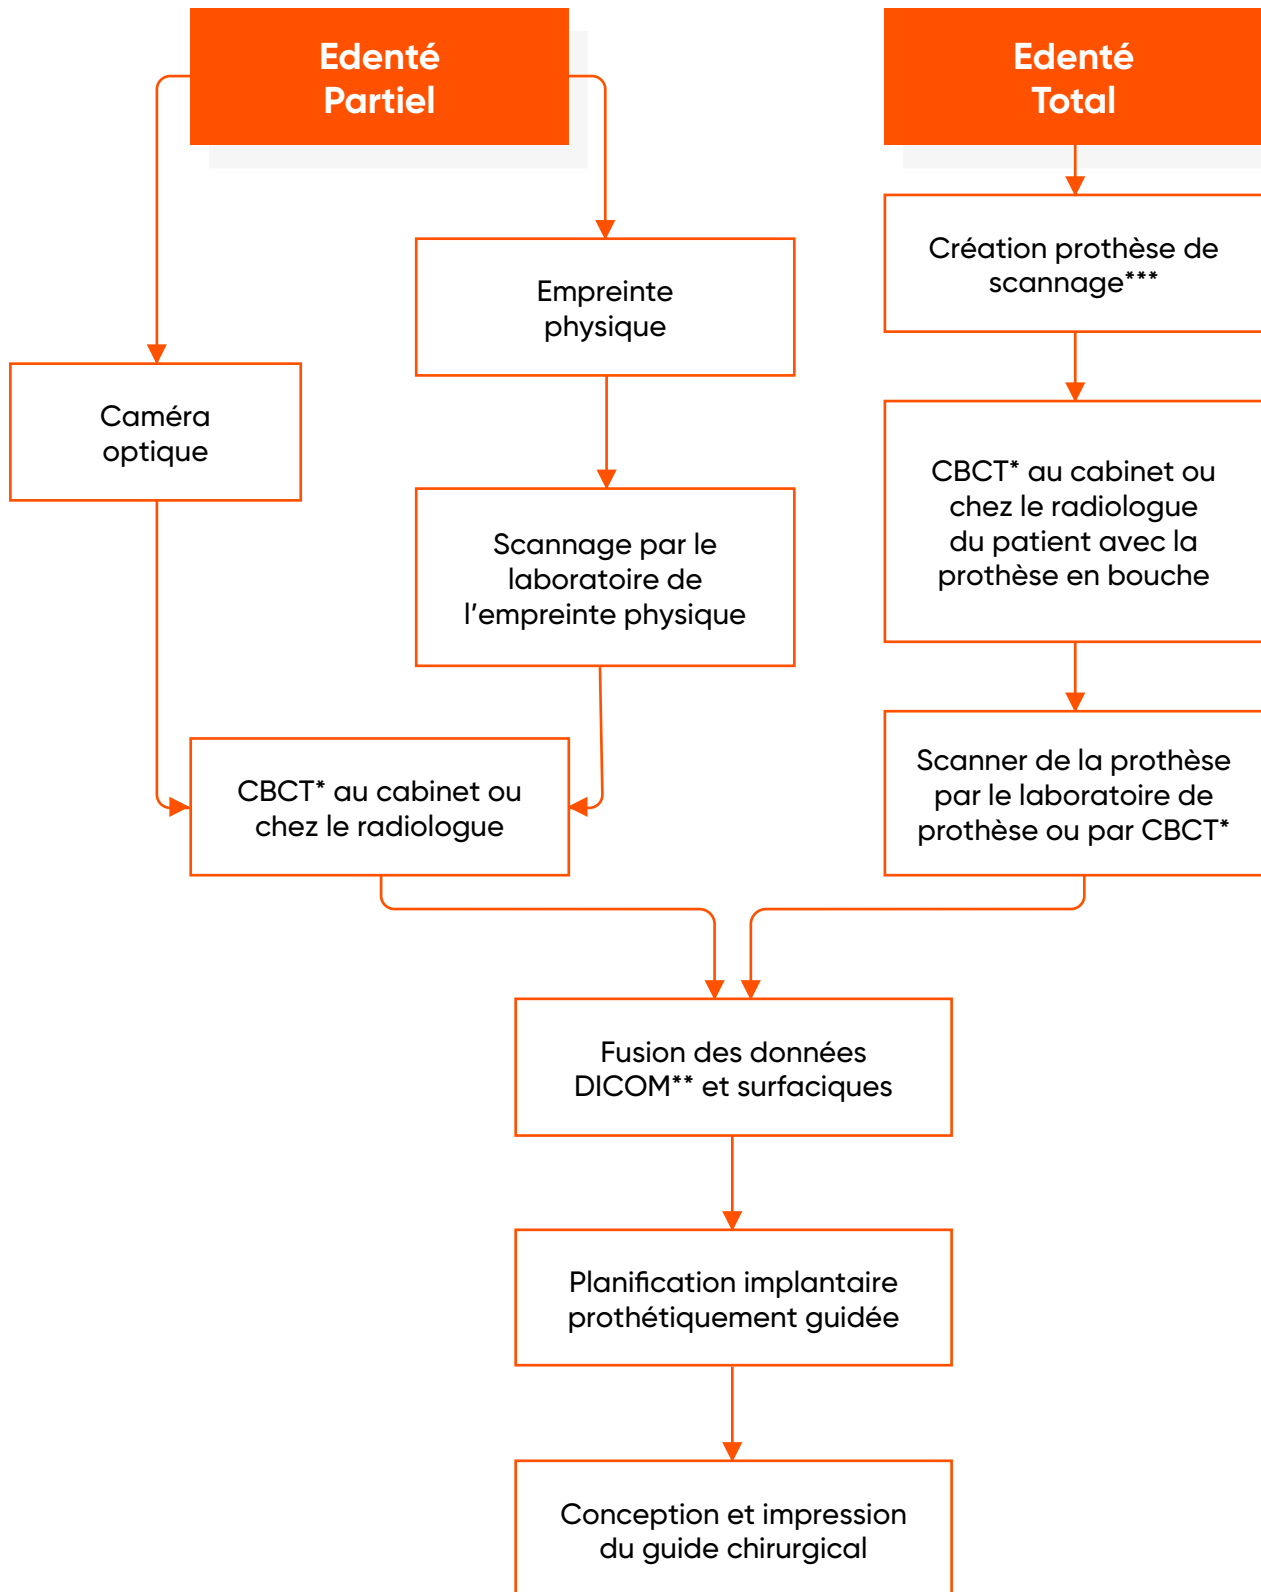 Edenté
Partiel
Edenté
Total
Création prothèse de
scannage***
Empreinte
physique
Caméra
optique
CBCT* au cabinet ou
chez le radiologue
du patient avec la
prothèse en bouche
Scannage par le
laboratoire de
l’empreinte physique
CBCT* au cabinet ou
chez le radiologue
Scanner de la prothèse
par le laboratoire de
prothèse ou par CBCT*
Fusion des données
DICOM** et surfaciques
Planification implantaire
prothétiquement guidée
Conception et impression
du guide chirurgical